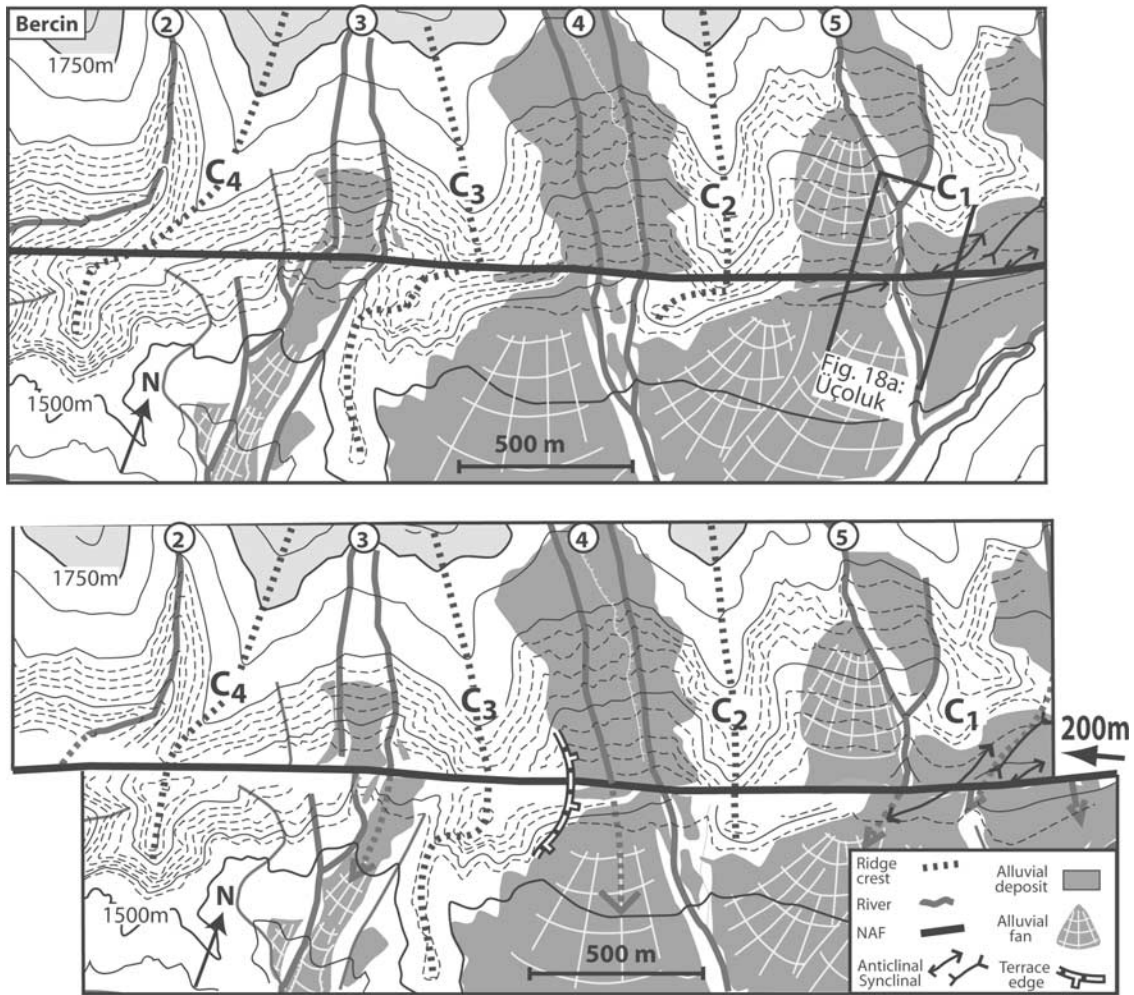 Bercin
2
3
4
5
1750m
C4
C3
C2
C1
N
1500m
500 m
Fig. 18a:
Üçoluk
2
3
4
5
1750m
C4
C3
C2
C1
200m
N
1500m
500 m
Ridge
crest
Alluvial
deposit
River
NAF
Alluvial
fan
Anticlinal
Synclinal
Terrace
edge